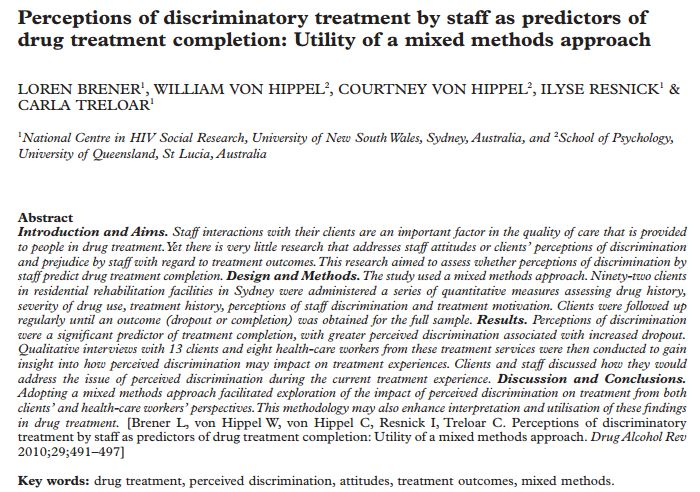 Perceptions of discriminatory treatment by staff as predictors of
drug treatment completion: Utility of a mixed methods approach
LOREN BRENER¹, WILLIAM VON HIPPEL², COURTNEY VON HIPPEL², ILYSE RESNICK¹ &
CARLA TRELOAR¹
¹National Centre in HIV Social Research, University of New South Wales, Sydney, Australia, and ²School of Psychology,
University of Queensland, St Lucia, Australia
Abstract
Introduction and Aims. Staff interactions with their clients are an important factor in the quality of care that is provided
to people in drug treatment. Yet there is very little research that addresses staff attitudes or clients' perceptions of discrimination
and prejudice by staff with regard to treatment outcomes. This research aimed to assess whether perceptions of discrimination by
staff predict drug treatment completion. Design and Methods. The study used a mixed methods approach. Ninety-two clients
in residential rehabilitation facilities in Sydney were administered a series of quantitative measures assessing drug history,
severity of drug use, treatment history, perceptions of staff discrimination and treatment motivation. Clients were followed up
regularly until an outcome (dropout or completion) was obtained for the full sample. Results. Perceptions of discrimination
were a significant predictor of treatment completion, with greater perceived discrimination associated with increased dropout.
Qualitative interviews with 13 clients and eight health-care workers from these treatment services were then conducted to gain
insight into how perceived discrimination may impact on treatment experiences. Clients and staff discussed how they would
address the issue of perceived discrimination during the current treatment experience. Discussion and Conclusions.
Adopting a mixed methods approach facilitated exploration of the impact of perceived discrimination on treatment from both
clients' and health-care workers' perspectives. This methodology may also enhance interpretation and utilisation of these findings
in drug treatment. [Brener L, von Hippel W, von Hippel C, Resnick I, Treloar C. Perceptions of discriminatory
treatment by staff as predictors of drug treatment completion: Utility of a mixed methods approach. Drug Alcohol Rev
2010;29;491–497]
Key words: drug treatment, perceived discrimination, attitudes, treatment outcomes, mixed methods.